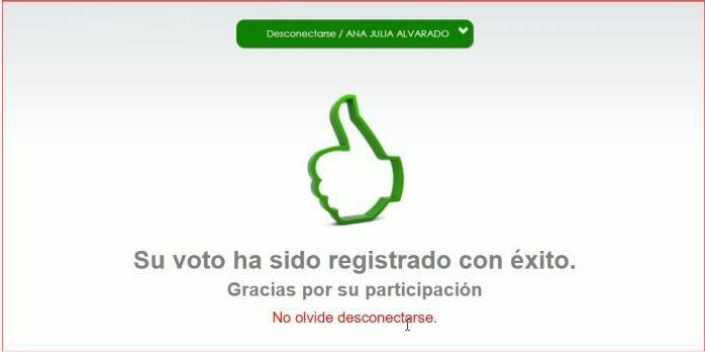 Desconectarse / ANA JULIA ALVARADO
Su voto ha sido registrado con éxito.
Gracias por su participación
No olvide desconectarse.